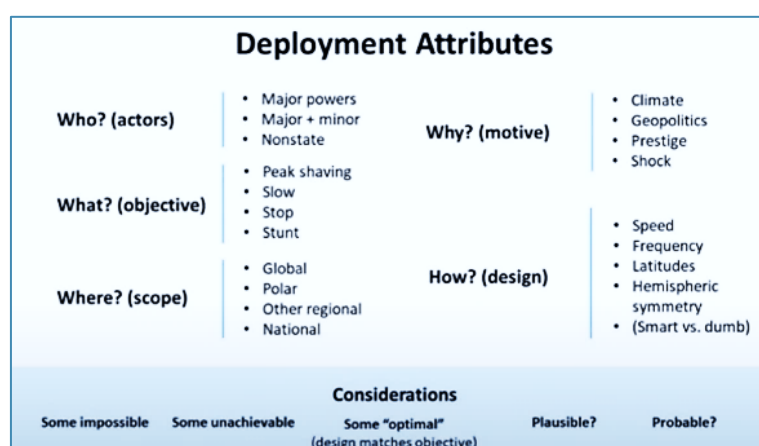 Deployment Attributes
Who? (actors)
• Major powers
• Major + minor
• Nonstate
What? (objective)
• Peak shaving
• Slow
• Stop
• Stunt
Where? (scope)
• Global
• Polar
• Other regional
• National
Why? (motive)
• Climate
• Geopolitics
• Prestige
• Shock
How? (design)
• Speed
• Frequency
• Latitudes
• Hemispheric
symmetry
• (Smart vs. dumb)
Considerations
Some impossible
Some unachievable
Some "optimal"
(design matches objective)
Plausible?
Probable?